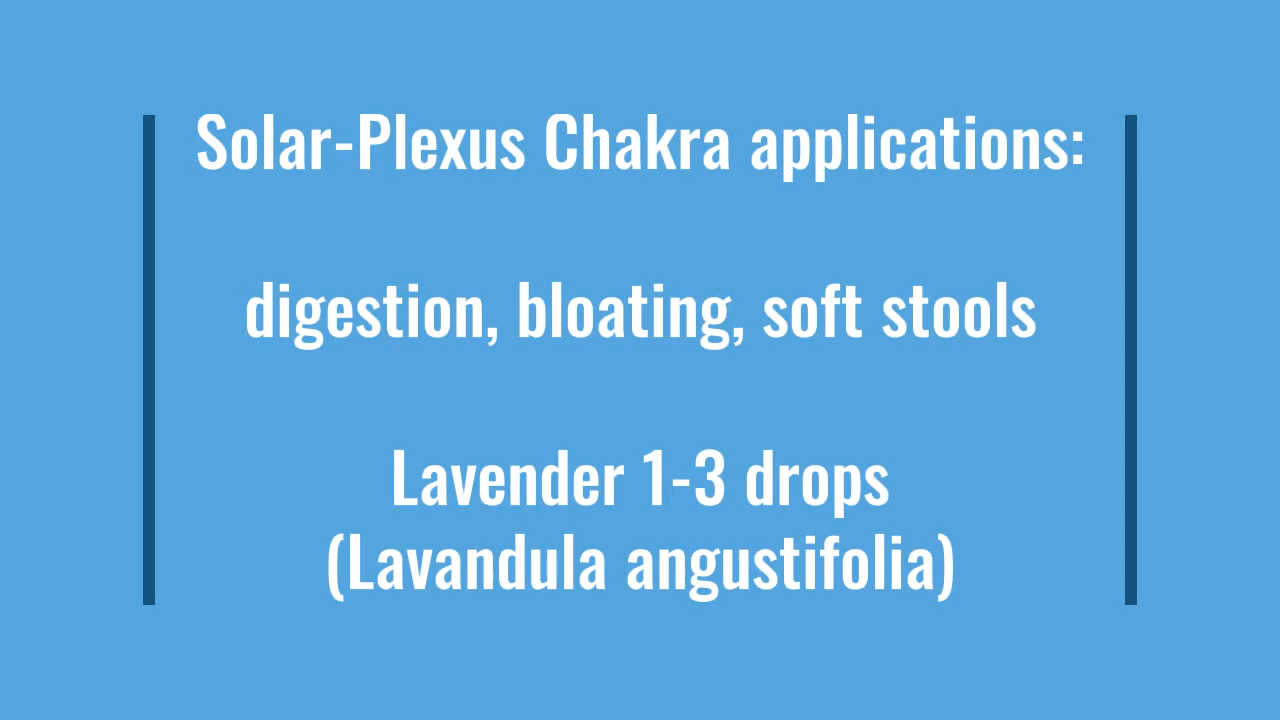 Solar-Plexus Chakra applications:
digestion, bloating, soft stools
Lavender 1-3 drops
(Lavandula angustifolia)